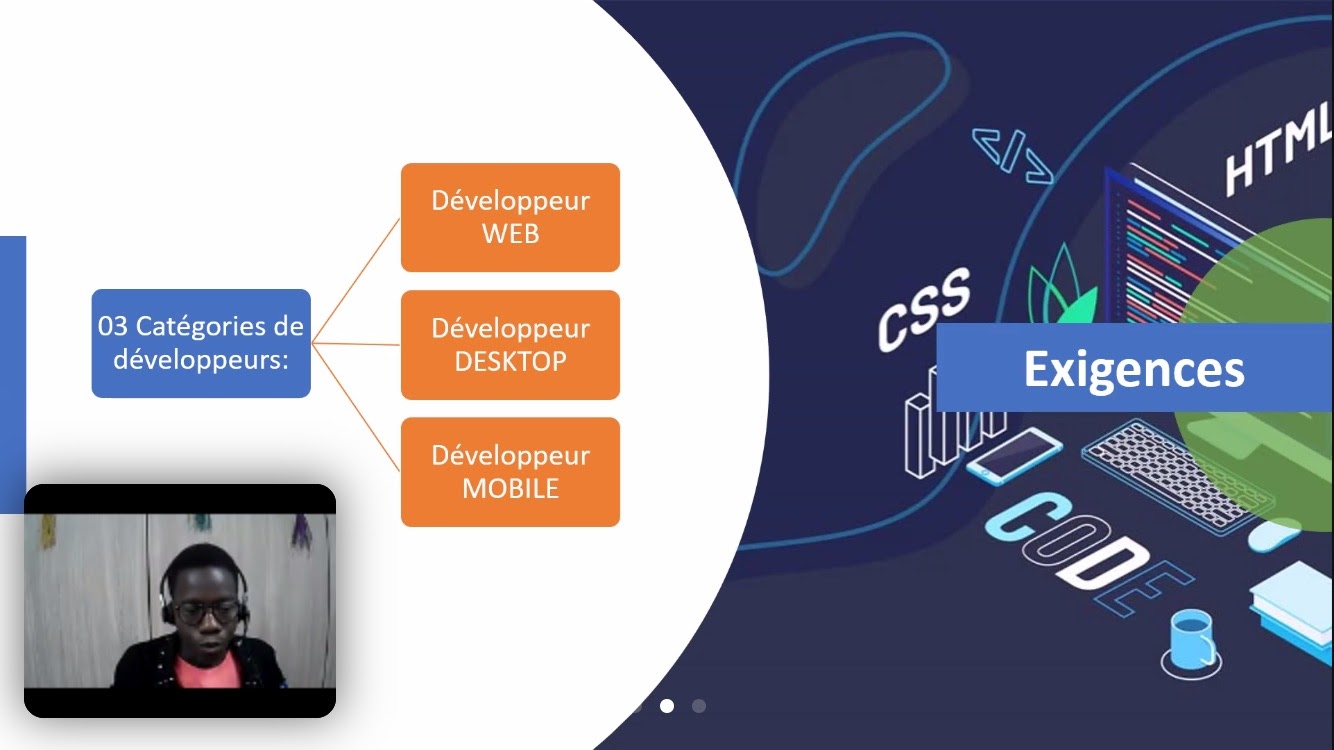 03 Catégories de
développeurs:
Développeur
WEB
Développeur
DESKTOP
Développeur
MOBILE
</>
HTML
CSS
Exigences
CODE